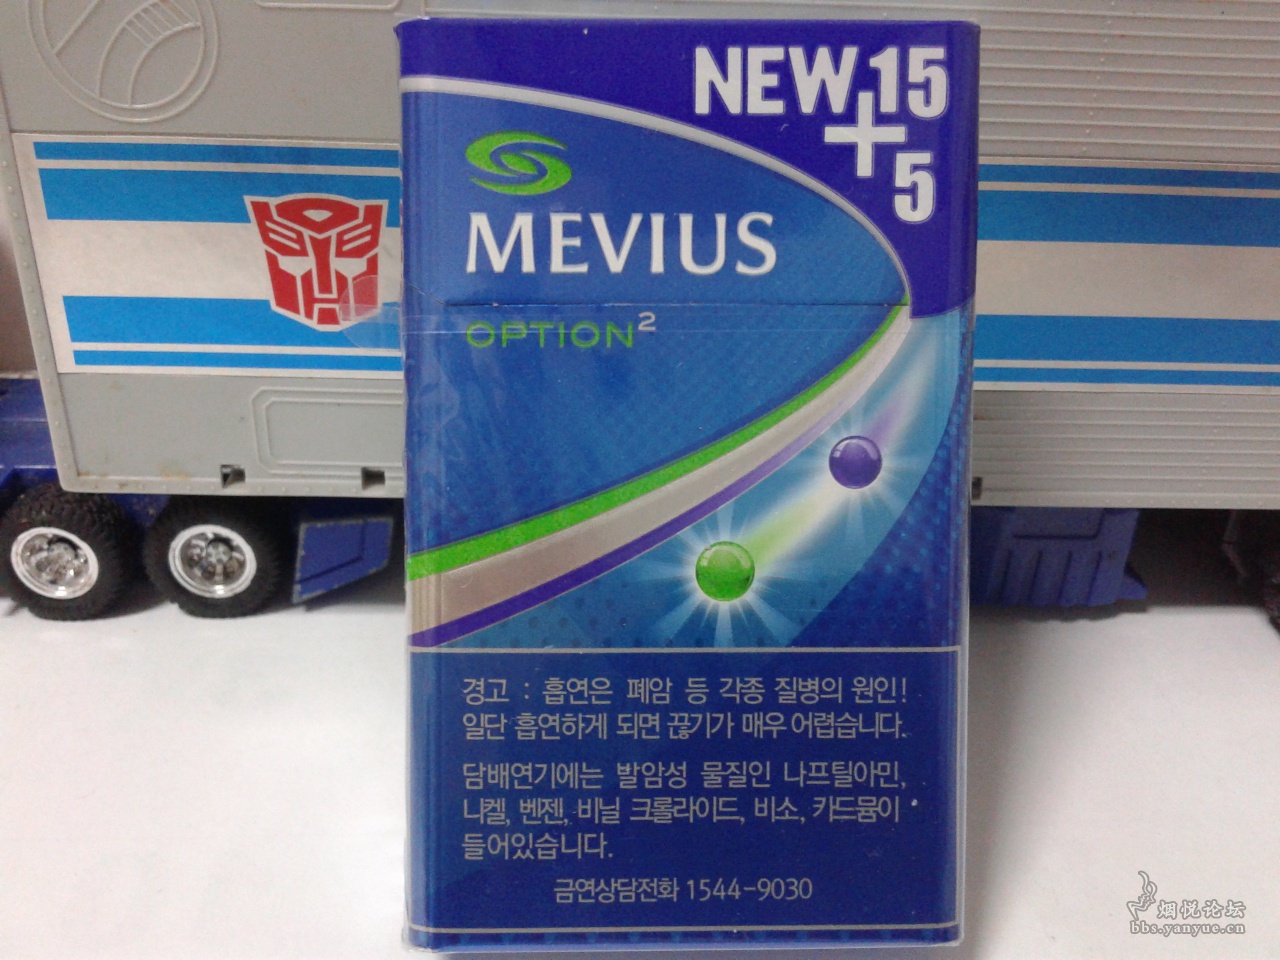 NEW 15
+
5
MEVIUS
OPTION²
경고 : 흡연은 폐암 등 각종 질병의 원인!
일단 흡연하게 되면 끊기가 매우 어렵습니다.
담배연기에는 발암성 물질인 나프틸아민,
니켈, 벤젠, 비닐 크롤라이드, 비소, 카드뮴이
들어있습니다.
금연상담전화 1544-9030
烟悦论坛
bbs.yanyue.cn